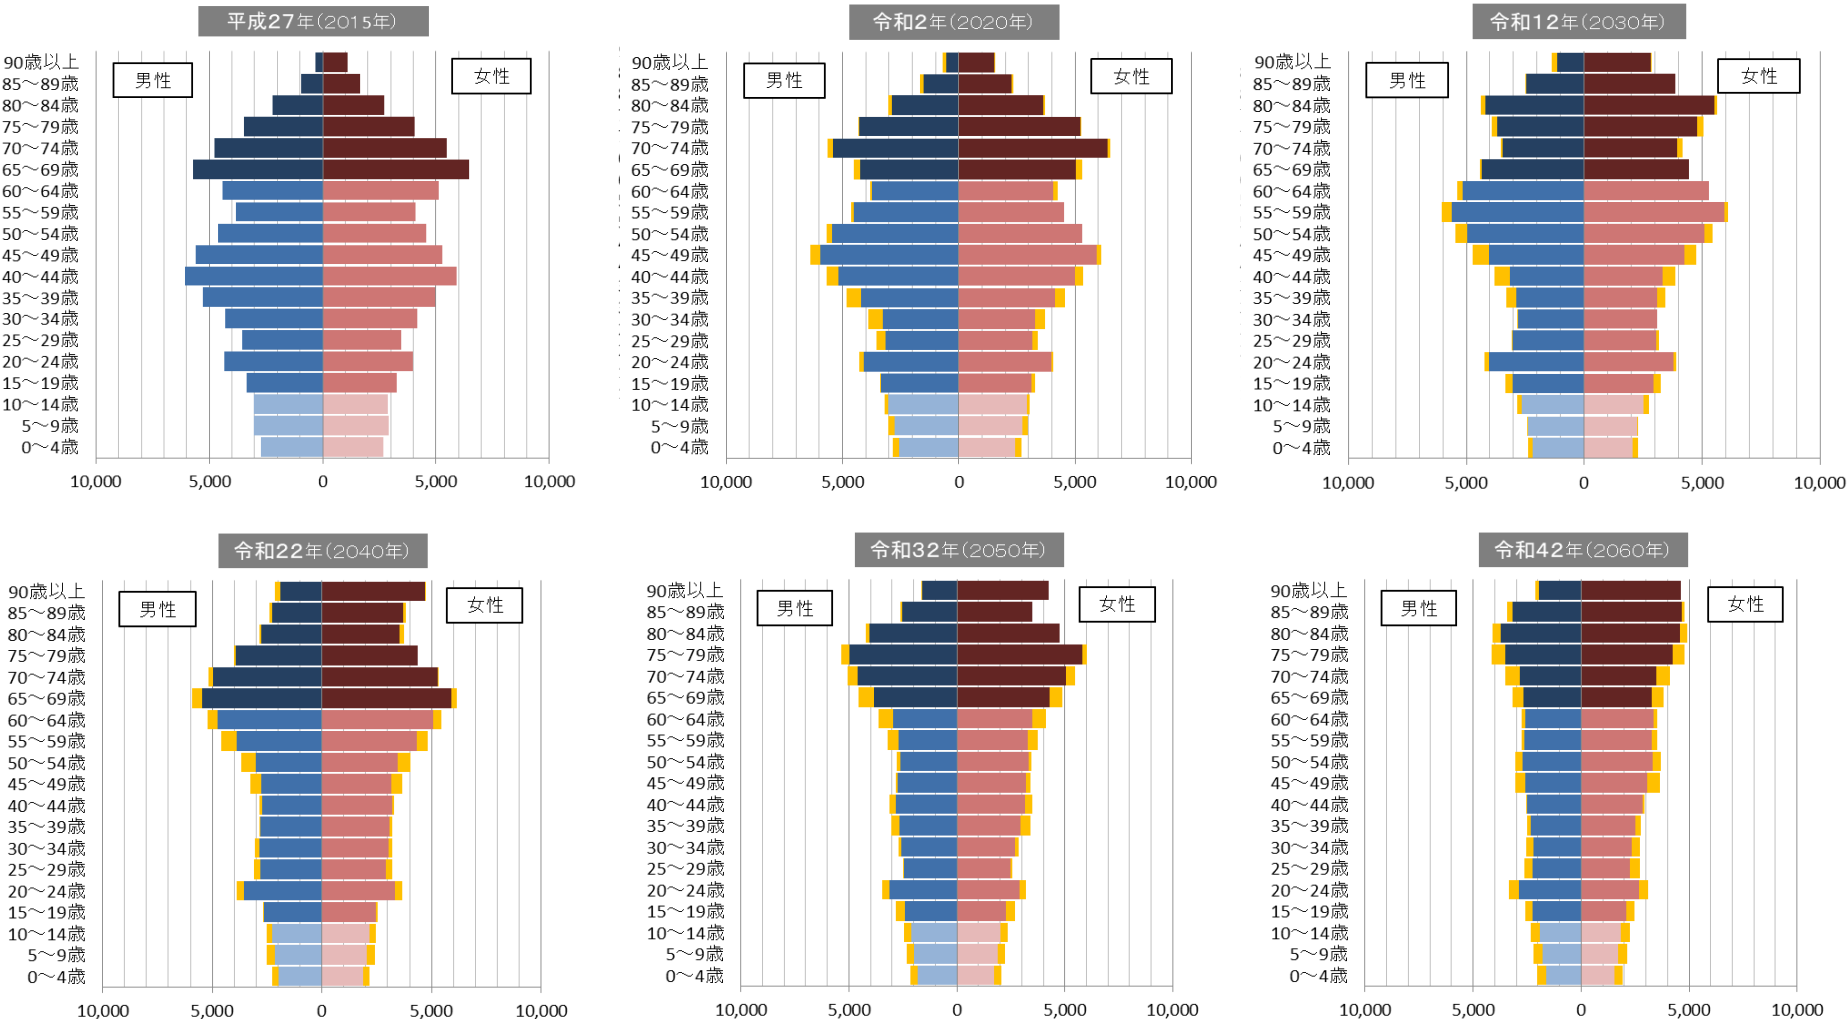 平成27年(2015年)
90歳以上
85～89歳
80～84歳
75～79歳
70～74歳
65～69歳
60～64歳
55～59歳
50～54歳
45～49歳
40～44歳
35～39歳
30～34歳
25～29歳
20～24歳
15～19歳
10～14歳
5～9歳
0～4歳
男性
女性
10,000 5,000 0 5,000 10,000
令和2年(2020年)
90歳以上
85～89歳
80～84歳
75～79歳
70～74歳
65～69歳
60～64歳
55～59歳
50～54歳
45～49歳
40～44歳
35～39歳
30～34歳
25～29歳
20～24歳
15～19歳
10～14歳
5～9歳
0～4歳
男性
女性
10,000 5,000 0 5,000 10,000
令和12年(2030年)
90歳以上
85～89歳
80～84歳
75～79歳
70～74歳
65～69歳
60～64歳
55～59歳
50～54歳
45～49歳
40～44歳
35～39歳
30～34歳
25～29歳
20～24歳
15～19歳
10～14歳
5～9歳
0～4歳
男性
女性
10,000 5,000 0 5,000 10,000
令和22年(2040年)
90歳以上
85～89歳
80～84歳
75～79歳
70～74歳
65～69歳
60～64歳
55～59歳
50～54歳
45～49歳
40～44歳
35～39歳
30～34歳
25～29歳
20～24歳
15～19歳
10～14歳
5～9歳
0～4歳
男性
女性
10,000 5,000 0 5,000 10,000
令和32年(2050年)
90歳以上
85～89歳
80～84歳
75～79歳
70～74歳
65～69歳
60～64歳
55～59歳
50～54歳
45～49歳
40～44歳
35～39歳
30～34歳
25～29歳
20～24歳
15～19歳
10～14歳
5～9歳
0～4歳
男性
女性
10,000 5,000 0 5,000 10,000
令和42年(2060年)
90歳以上
85～89歳
80～84歳
75～79歳
70～74歳
65～69歳
60～64歳
55～59歳
50～54歳
45～49歳
40～44歳
35～39歳
30～34歳
25～29歳
20～24歳
15～19歳
10～14歳
5～9歳
0～4歳
男性
女性
10,000 5,000 0 5,000 10,000